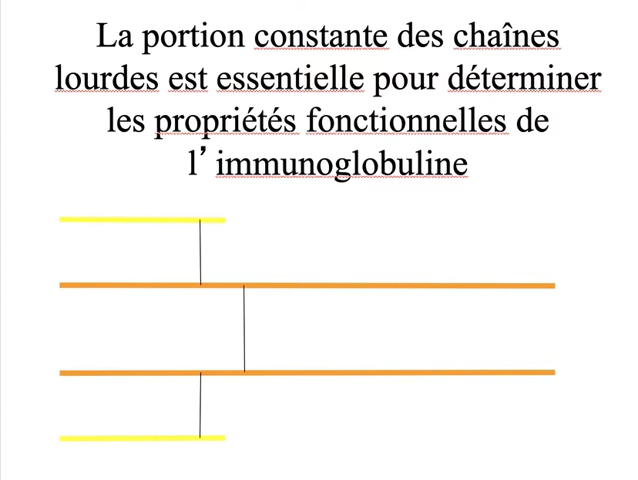 La portion constante des chaînes
lourdes est essentielle pour déterminer
les propriétés fonctionnelles de
l’immunoglobuline